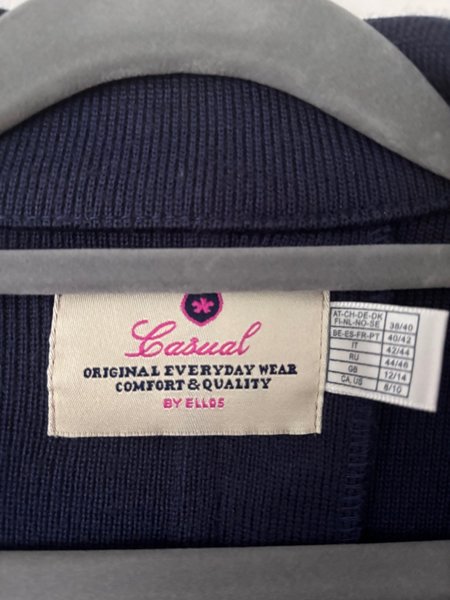 Casual
ORIGINAL EVERYDAY WEAR
COMFORT & QUALITY
BY ELLOS
AT-CH-DE-DK
FI-NL-NO-SE 38/40
BE-ES-FR-PT 40/42
IT 42/44
RU 44/46
GB 12/14
CA, US 8/10